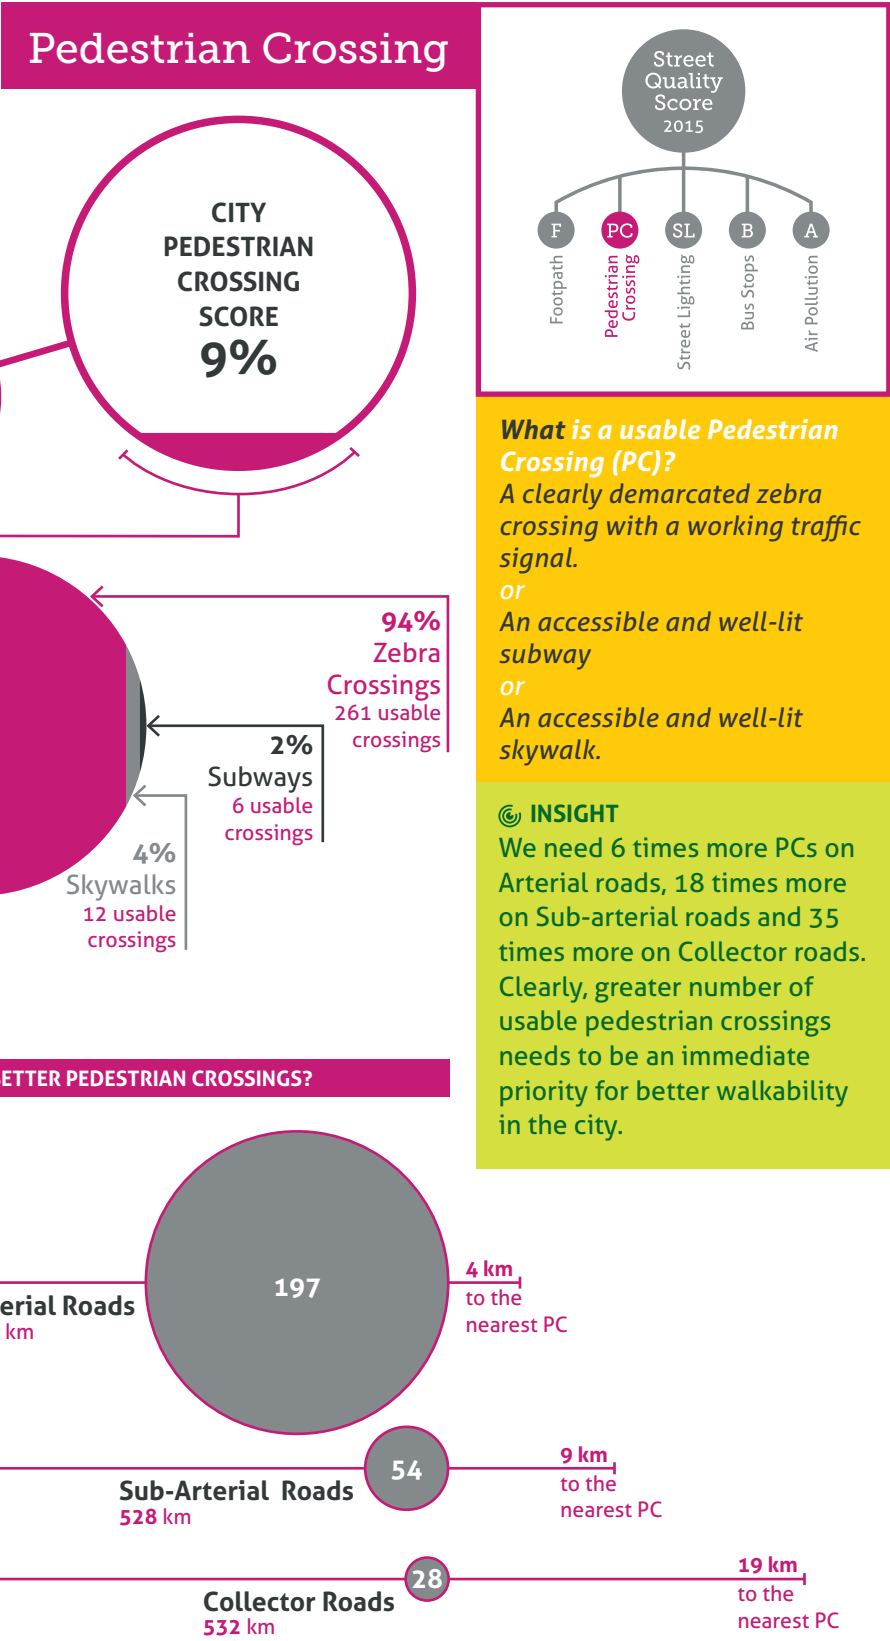 Pedestrian Crossing
Street
Quality
Score
2015
F
PC
SL
B
A
Footpath
Pedestrian
Crossing
Street Lighting
Bus Stops
Air Pollution
CITY
PEDESTRIAN
CROSSING
SCORE
9%
What is a usable Pedestrian
Crossing (PC)?
A clearly demarcated zebra
crossing with a working traffic
signal.
or
An accessible and well-lit
subway
or
An accessible and well-lit
skywalk.
94%
Zebra
Crossings
261 usable
crossings
2%
Subways
6 usable
crossings
4%
Skywalks
12 usable
crossings
INSIGHT
We need 6 times more PCs on
Arterial roads, 18 times more
on Sub-arterial roads and 35
times more on Collector roads.
Clearly, greater number of
usable pedestrian crossings
needs to be an immediate
priority for better walkability
in the city.
ETTER PEDESTRIAN CROSSINGS?
197
erial Roads
km
4 km
to the
nearest PC
54
Sub-Arterial Roads
528 km
9 km
to the
nearest PC
28
Collector Roads
532 km
19 km
to the
nearest PC